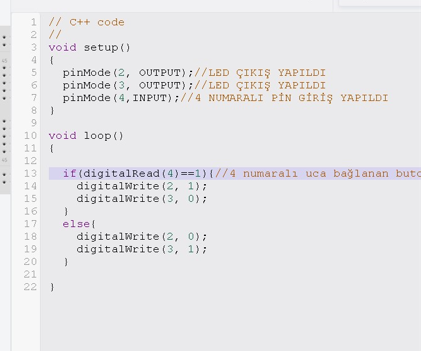 1 // C++ code
2 //
3 void setup()
4 {
5 pinMode(2, OUTPUT);//LED ÇIKIŞ YAPILDI
6 pinMode(3, OUTPUT);//LED ÇIKIŞ YAPILDI
7 pinMode(4,INPUT);//4 NUMARALI PİN GİRİŞ YAPILDI
8 }
9
10 void loop()
11 {
12
13 if(digitalRead(4)==1){//4 numaralı uca bağlanan
14 digitalWrite(2, 1);
15 digitalWrite(3, 0);
16 }
17 else{
18 digitalWrite(2, 0);
19 digitalWrite(3, 1);
20 }
21
22 }